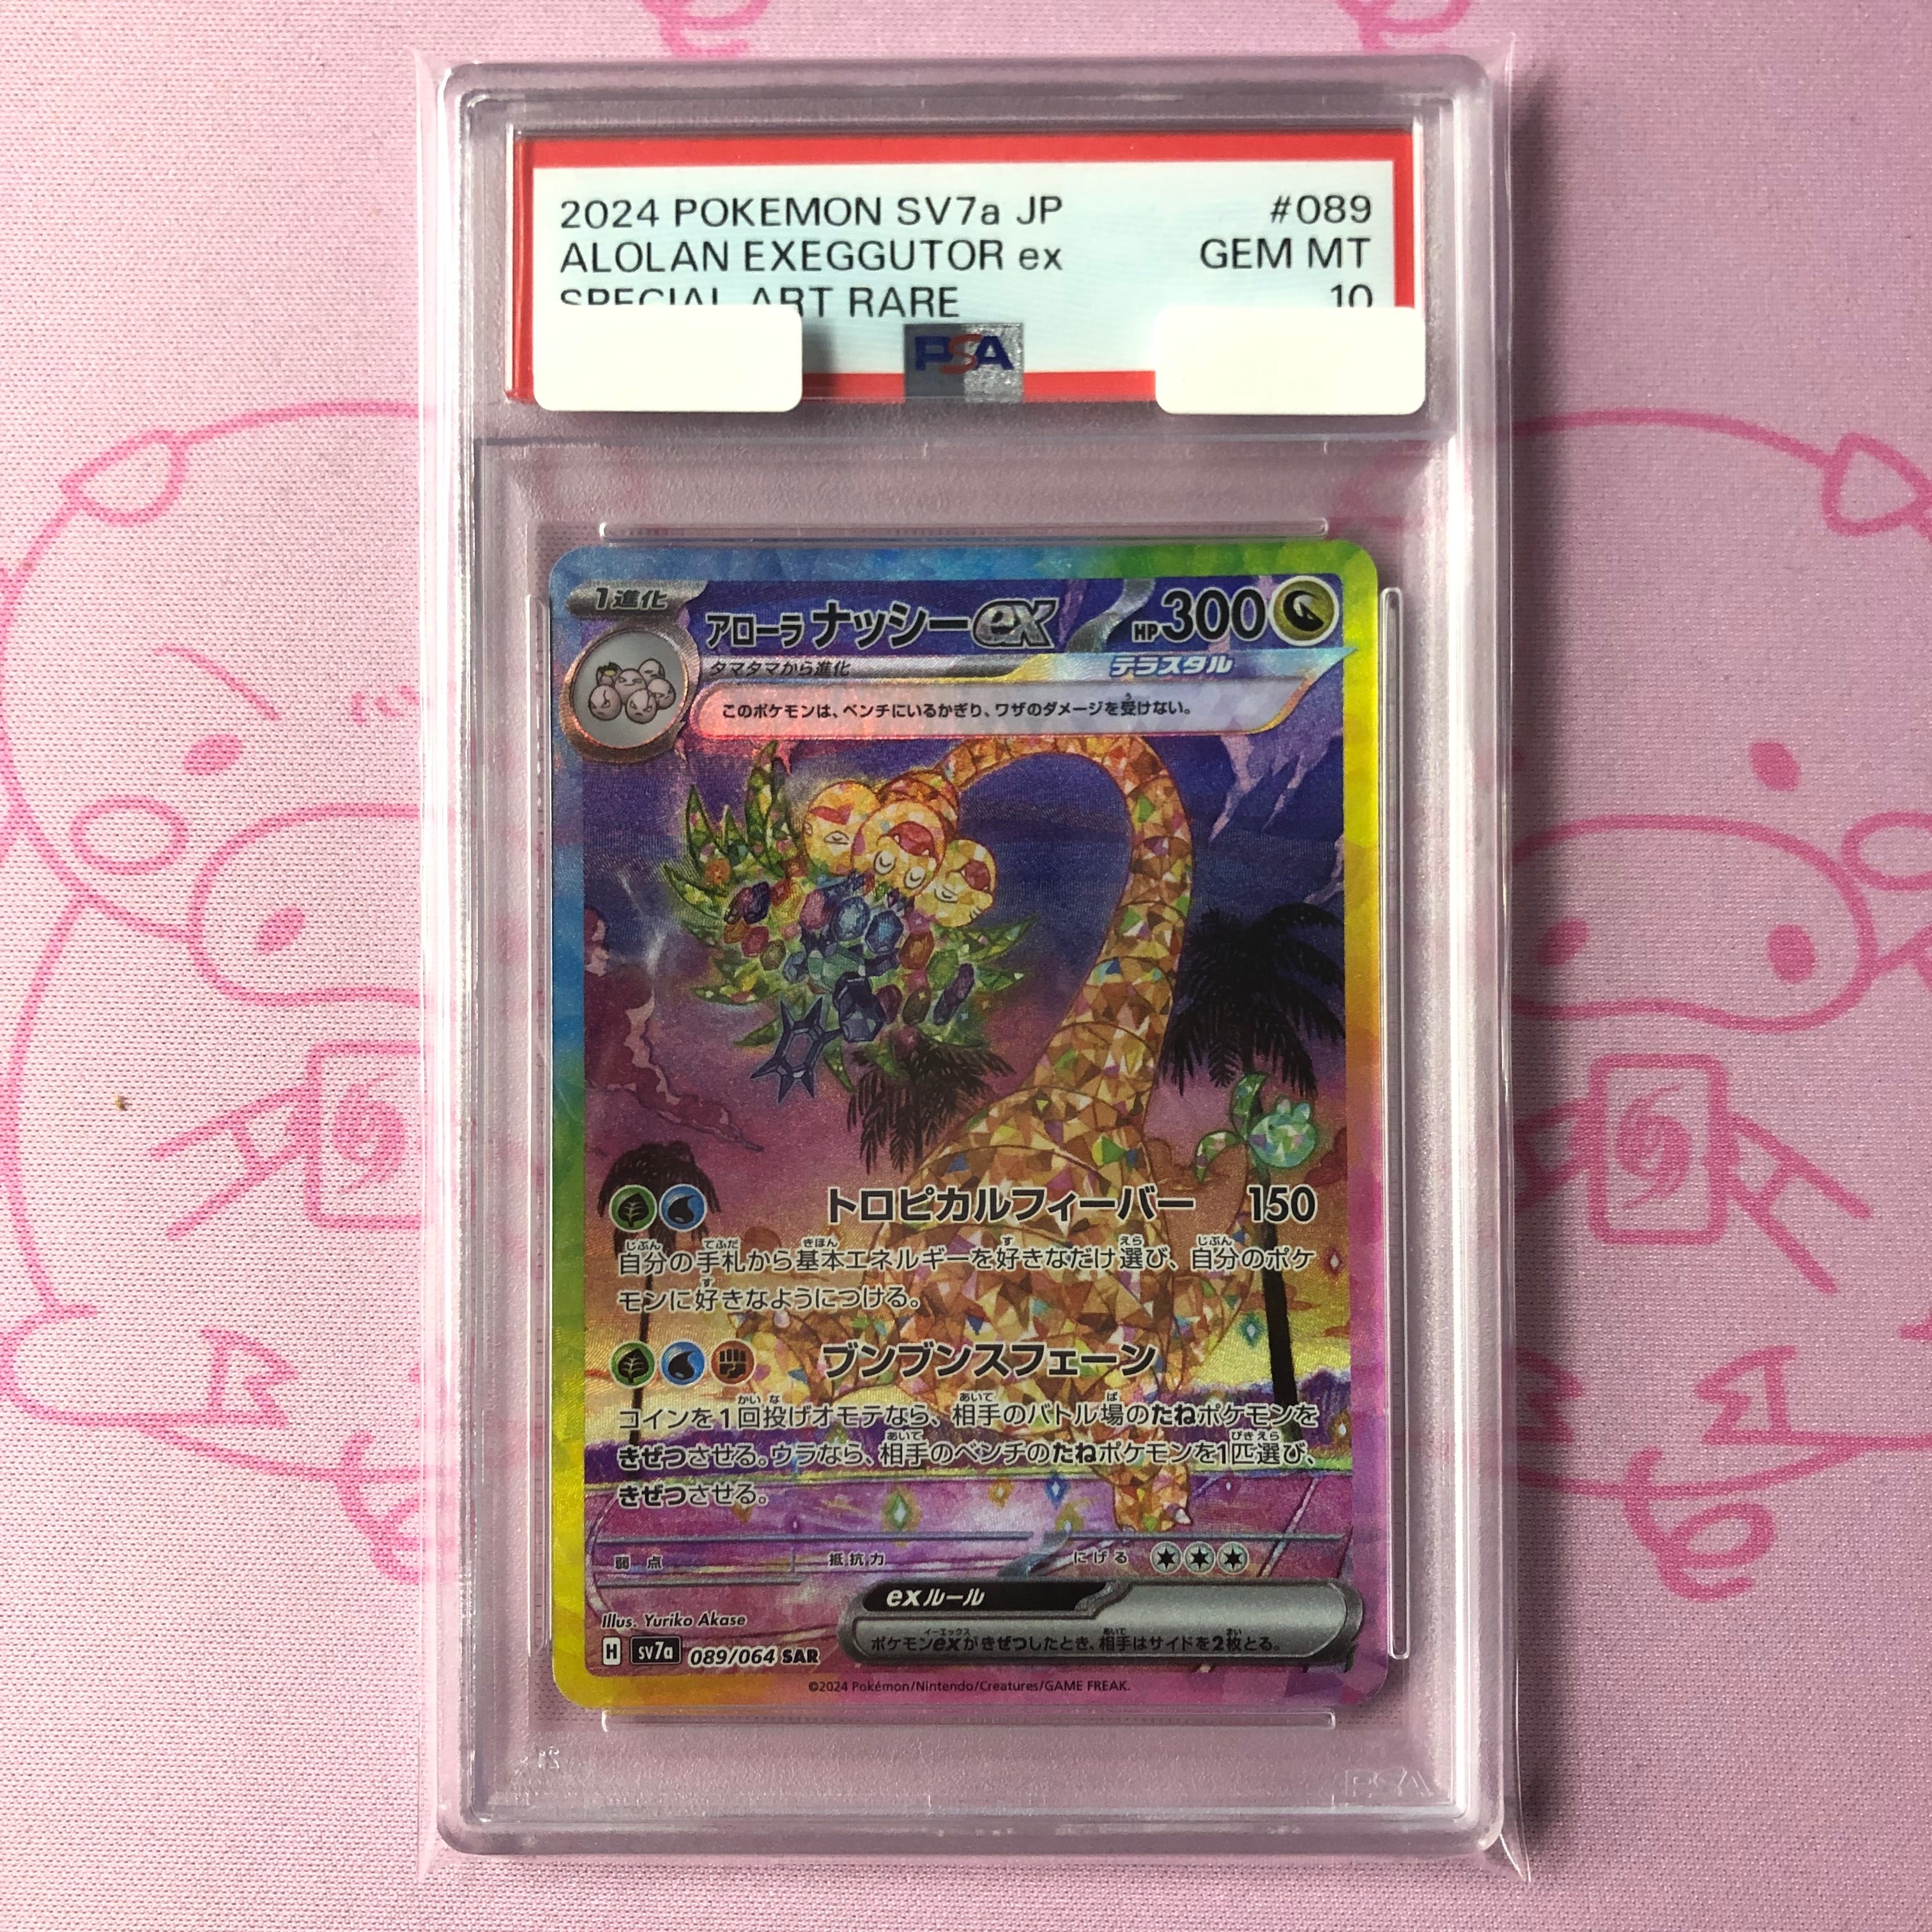 2024 POKEMON SV7a JP #089
ALOLAN EXEGGUTOR ex GEM MT
SPECIAL ART RARE 10
PSA
1進化
アローラナッシーex HP300
タマタマから進化 テラスタル
このポケモンは、ベンチにいるかぎり、ワザのダメージを受けない。
トロピカルフィーバー 150
自分の手札から基本エネルギーを好きなだけ選び、自分のポケ
モンに好きなようにつける。
ブンブンスフェーン
コインを1回投げオモテなら、相手のバトル場のたねポケモンを
きぜつさせる。ウラなら、相手のベンチのたねポケモンを1匹選び、
きぜつさせる。
弱点 抵抗力 にげる
exルール
ポケモンexがきぜつしたとき、相手はサイドを2枚とる。
Illus. Yuriko Akase
H sv7a 089/064 SAR
©2024 Pokémon/Nintendo/Creatures/GAME FREAK.
PSA